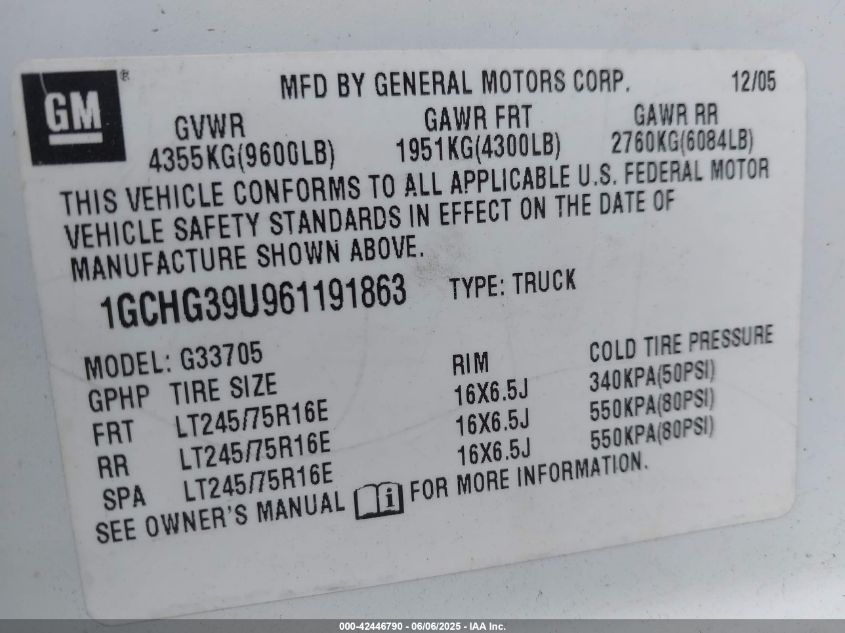 GM®
MFD BY GENERAL MOTORS CORP. 12/05
GVWR GAWR FRT GAWR RR
4355KG(9600LB) 1951KG(4300LB) 2760KG(6084LB)
THIS VEHICLE CONFORMS TO ALL APPLICABLE U.S. FEDERAL MOTOR
VEHICLE SAFETY STANDARDS IN EFFECT ON THE DATE OF
MANUFACTURE SHOWN ABOVE.
1GCHG39U961191863 TYPE: TRUCK
MODEL: G33705
GPHP TIRE SIZE RIM COLD TIRE PRESSURE
FRT LT245/75R16E 16X6.5J 340KPA(50PSI)
RR LT245/75R16E 16X6.5J 550KPA(80PSI)
SPA LT245/75R16E 16X6.5J 550KPA(80PSI)
SEE OWNER'S MANUAL i FOR MORE INFORMATION.
000-42446790 - 06/06/2025 - IAA Inc.